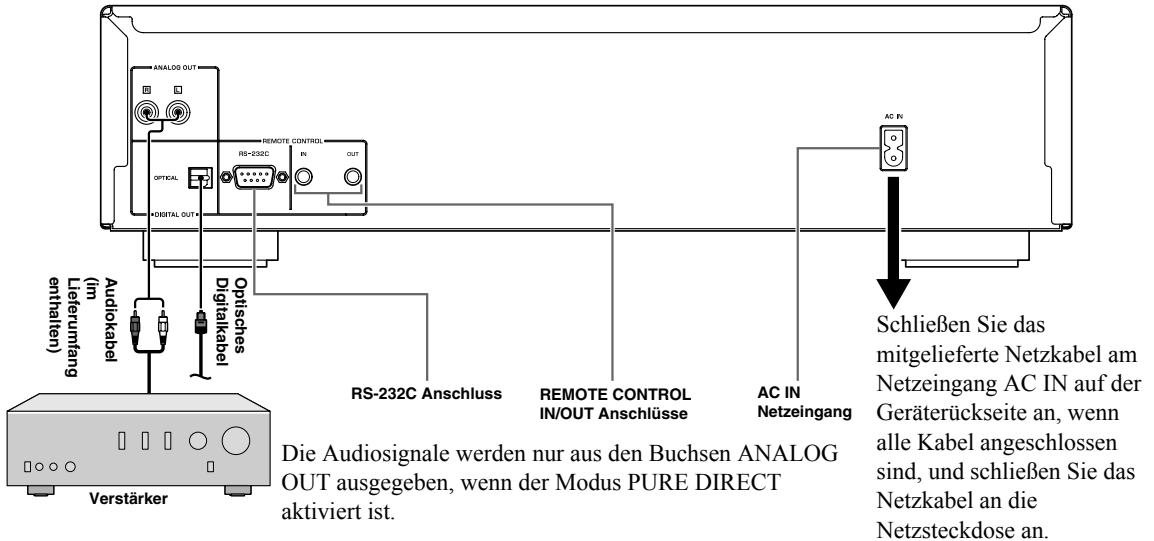 ANALOG OUT
R
L
REMOTE CONTROL
RS-232C
IN
OUT
OPTICAL
DIGITAL OUT
AC IN
Audiokabel
(im
Lieferumfang
enthalten)
Optisches
Digitalkabel
RS-232C Anschluss
REMOTE CONTROL
IN/OUT Anschlüsse
AC IN
Netzeingang
Verstärker
Die Audiosignale werden nur aus den Buchsen ANALOG
OUT ausgegeben, wenn der Modus PURE DIRECT
aktiviert ist.
Schließen Sie das
mitgelieferte Netzkabel am
Netzeingang AC IN auf der
Geräterückseite an, wenn
alle Kabel angeschlossen
sind, und schließen Sie das
Netzkabel an die
Netzsteckdose an.